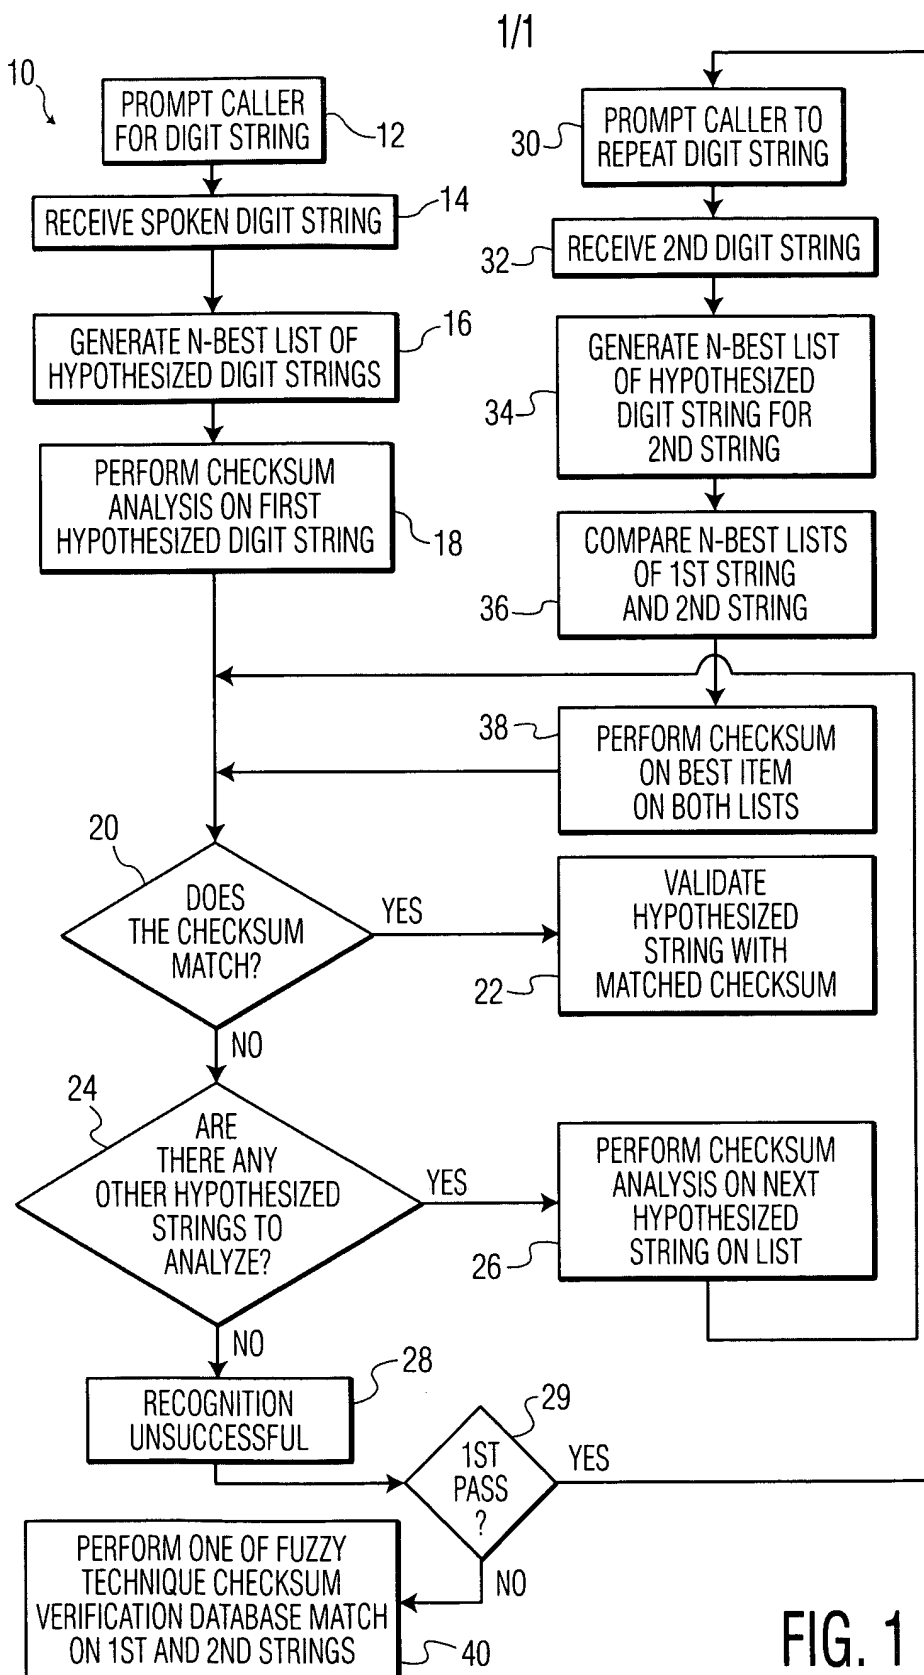 1/1
10
PROMPT CALLER
FOR DIGIT STRING
12
RECEIVE SPOKEN DIGIT STRING
14
GENERATE N-BEST LIST OF
HYPOTHESIZED DIGIT STRINGS
16
PERFORM CHECKSUM
ANALYSIS ON FIRST
HYPOTHESIZED DIGIT STRING
18
PROMPT CALLER TO
REPEAT DIGIT STRING
30
RECEIVE 2ND DIGIT STRING
32
GENERATE N-BEST LIST
OF HYPOTHESIZED
DIGIT STRING FOR
2ND STRING
34
COMPARE N-BEST LISTS
OF 1ST STRING
AND 2ND STRING
36
38
PERFORM CHECKSUM
ON BEST ITEM
ON BOTH LISTS
20
DOES
THE CHECKSUM
MATCH?
YES
VALIDATE
HYPOTHESIZED
STRING WITH
MATCHED CHECKSUM
22
NO
24
ARE
THERE ANY
OTHER HYPOTHESIZED
STRINGS TO
ANALYZE?
YES
PERFORM CHECKSUM
ANALYSIS ON NEXT
HYPOTHESIZED
STRING ON LIST
26
NO
28
RECOGNITION
UNSUCCESSFUL
29
1ST
PASS
?
YES
NO
PERFORM ONE OF FUZZY
TECHNIQUE CHECKSUM
VERIFICATION DATABASE MATCH
ON 1ST AND 2ND STRINGS
40
FIG. 1